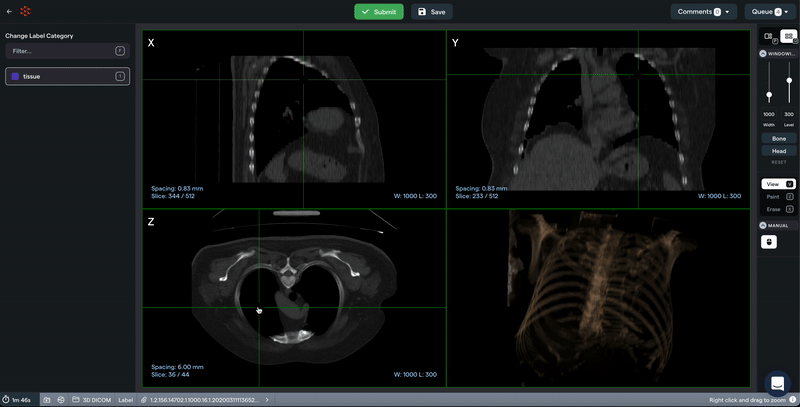 Submit
Save
Comments 0
Queue 4
Change Label Category
Filter...
F
tissue
1
X
Spacing: 0.83 mm
Slice: 344 / 512
W: 1000 L: 300
Y
Spacing: 0.83 mm
Slice: 233 / 512
W: 1000 L: 300
Z
Spacing: 6.00 mm
Slice: 36 / 44
W: 1000 L: 300
WINDOWI...
1000
300
Width
Level
Bone
Head
RESET
View V
Paint
Erase
MANUAL
1m 46s
3D DICOM
Label
Right click and drag to zoom